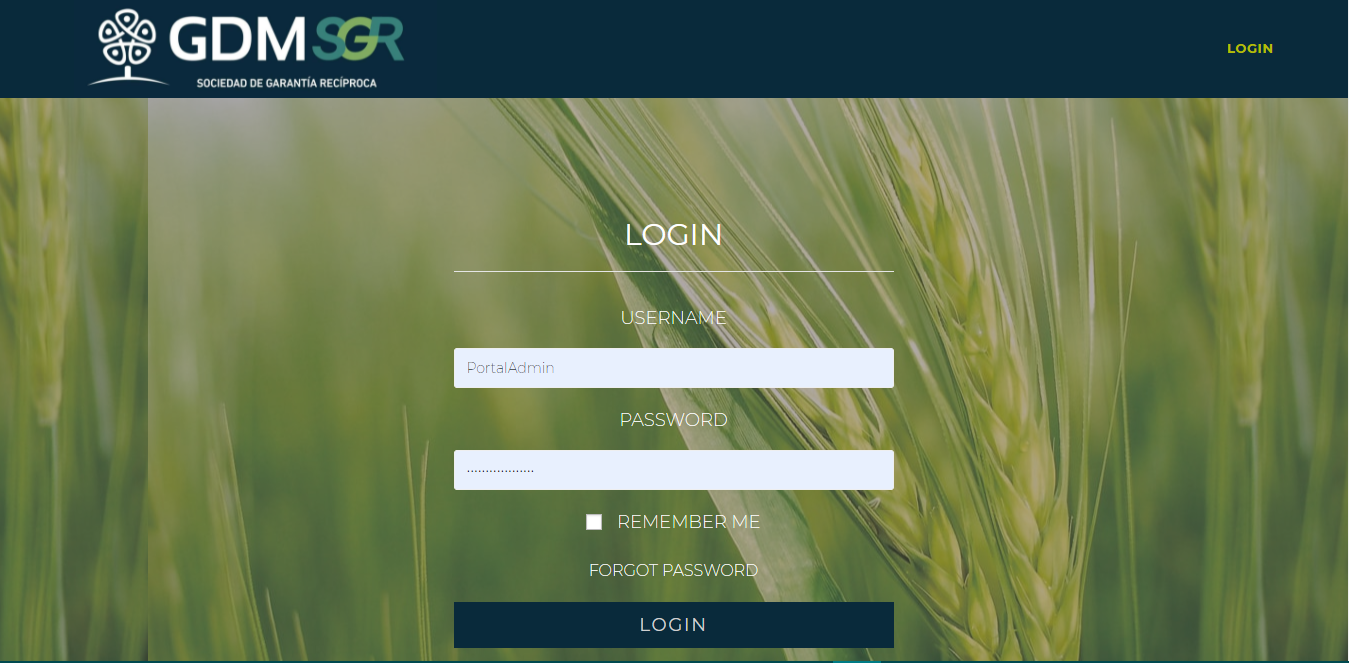 GDM SGR
SOCIEDAD DE GARANTÍA RECÍPROCA
LOGIN
LOGIN
USERNAME
PortalAdmin
PASSWORD
REMEMBER ME
FORGOT PASSWORD
LOGIN